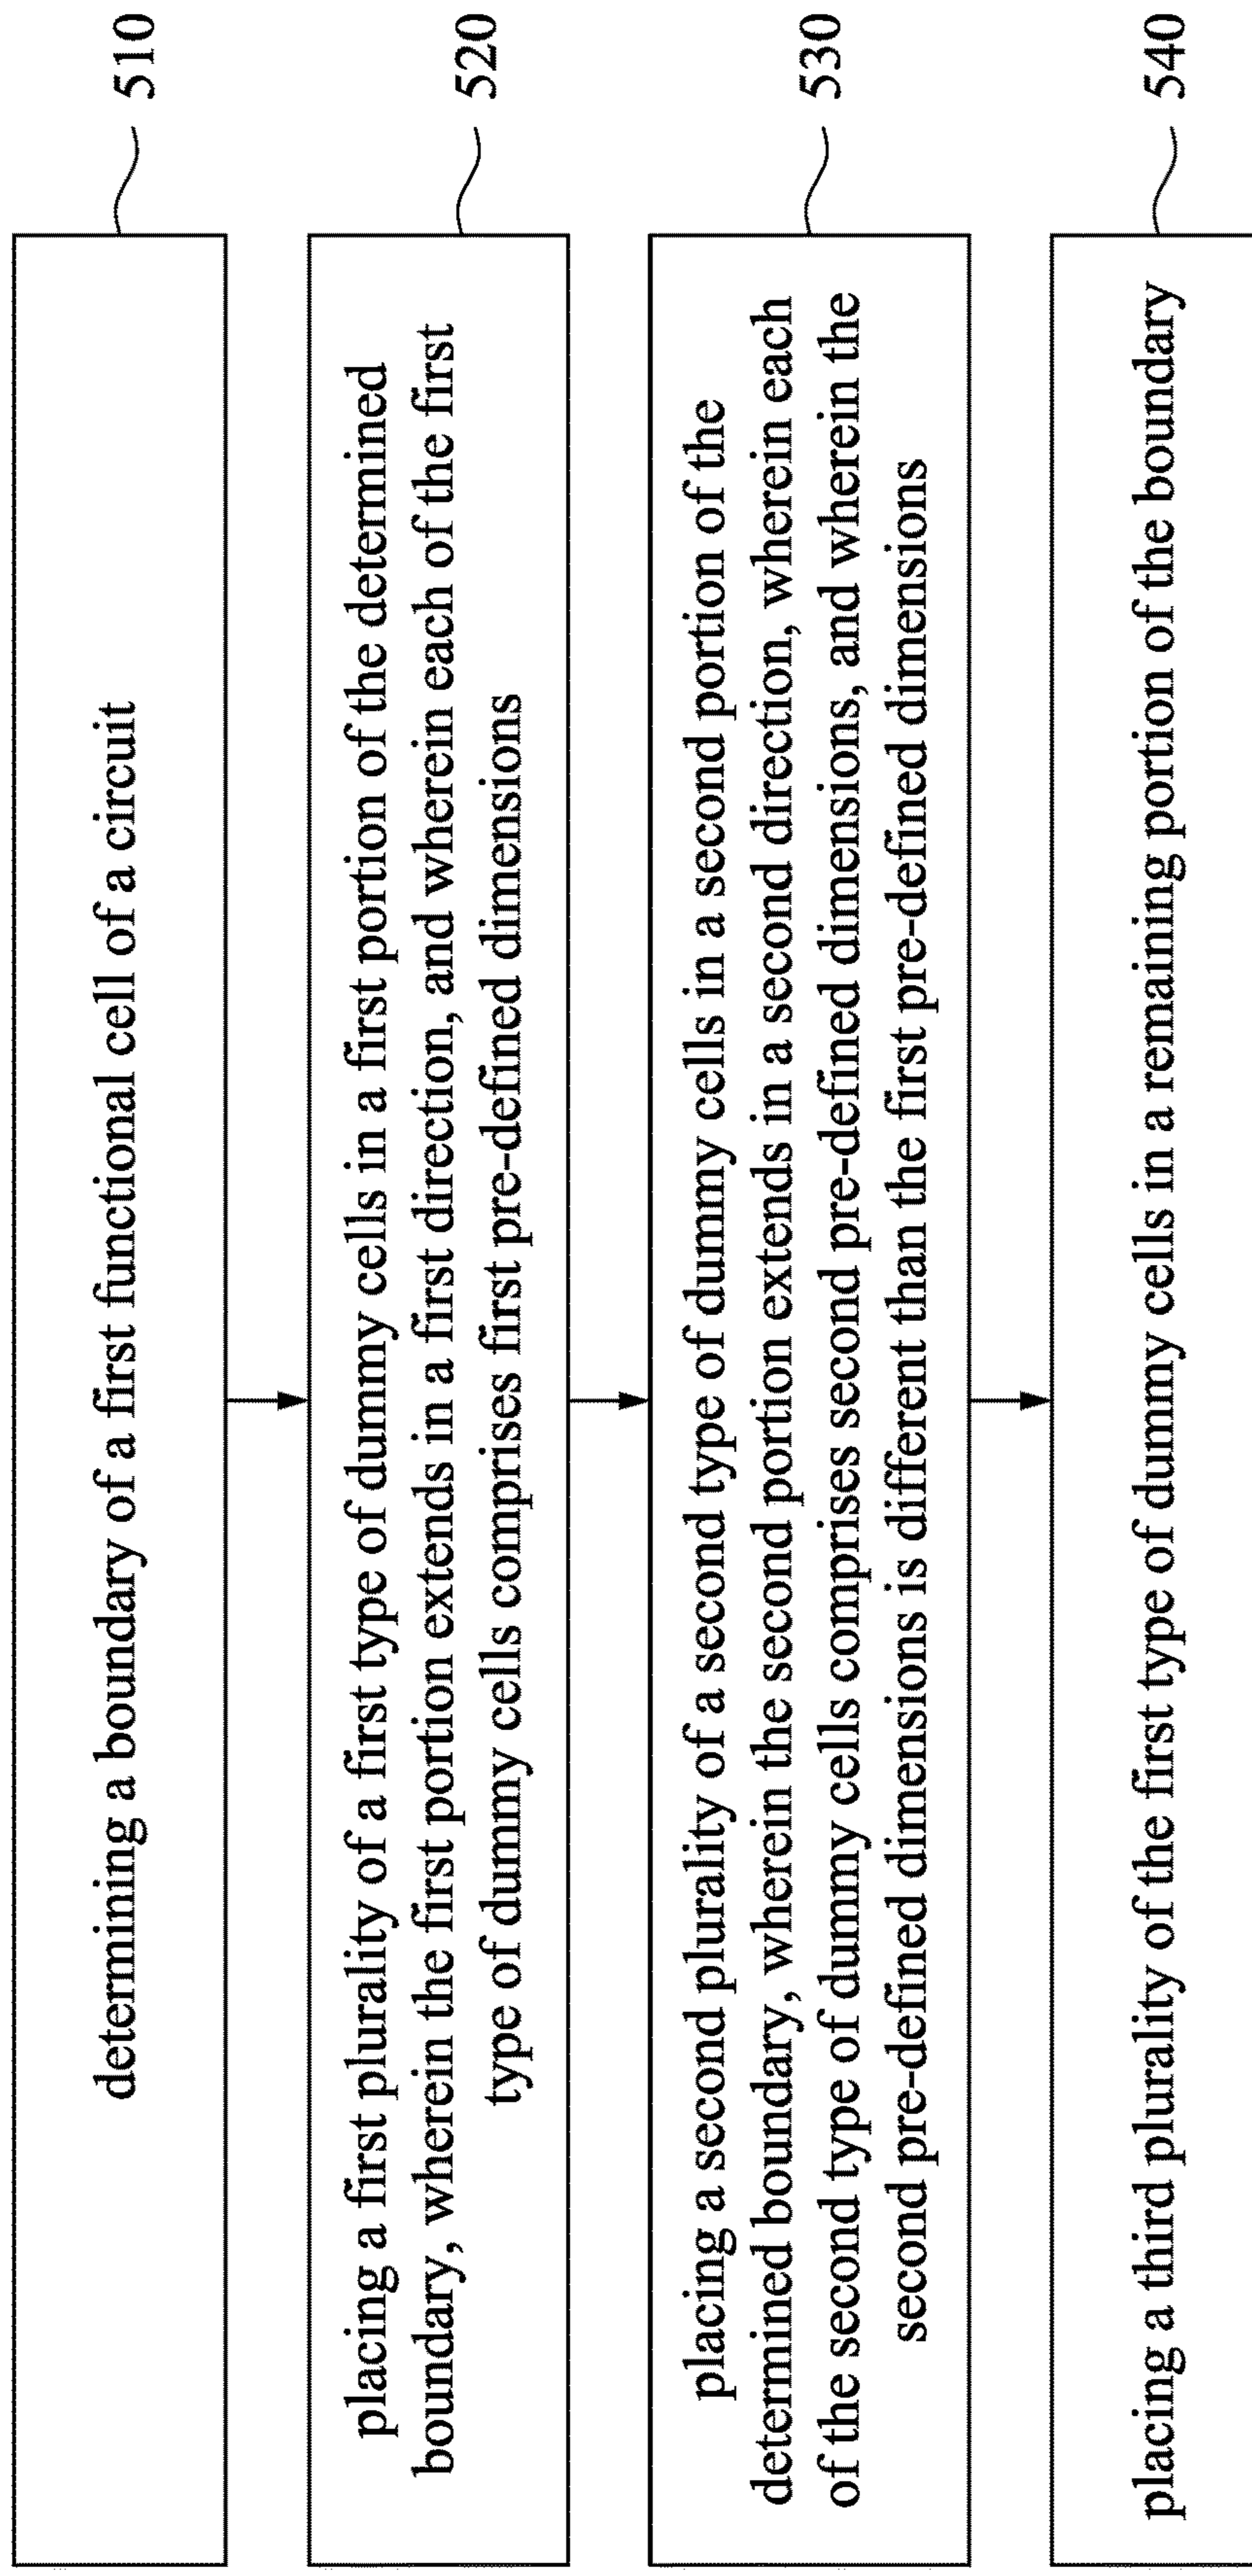 determining a boundary of a first functional cell of a circuit
510
placing a first plurality of a first type of dummy cells in a first portion of the determined
boundary, wherein the first portion extends in a first direction, and wherein each of the first
type of dummy cells comprises first pre-defined dimensions
520
placing a second plurality of a second type of dummy cells in a second portion of the
determined boundary, wherein the second portion extends in a second direction, wherein each
of the second type of dummy cells comprises second pre-defined dimensions, and wherein the
second pre-defined dimensions is different than the first pre-defined dimensions
530
placing a third plurality of the first type of dummy cells in a remaining portion of the boundary
540